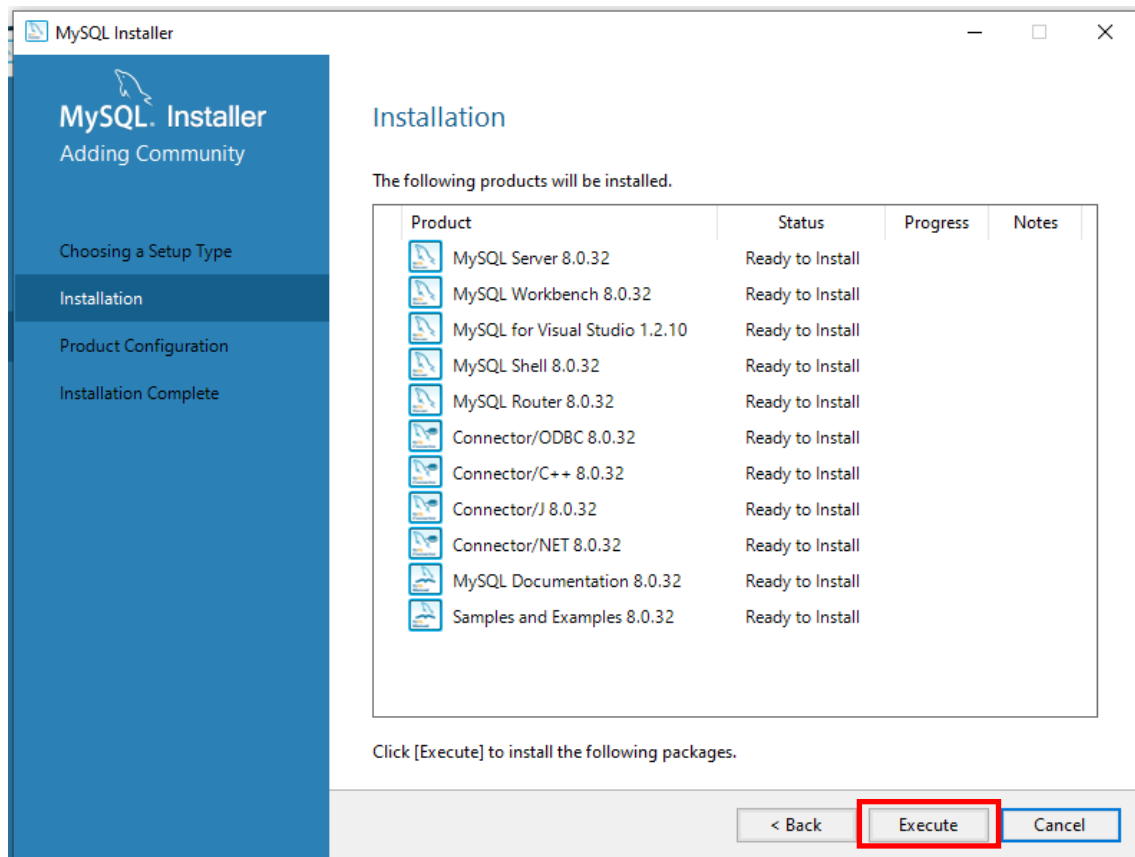 MySQL Installer
MySQL. Installer
Adding Community
Choosing a Setup Type
Installation
Product Configuration
Installation Complete
Installation
The following products will be installed.
Product Status Progress Notes
MySQL Server 8.0.32 Ready to Install
MySQL Workbench 8.0.32 Ready to Install
MySQL for Visual Studio 1.2.10 Ready to Install
MySQL Shell 8.0.32 Ready to Install
MySQL Router 8.0.32 Ready to Install
Connector/ODBC 8.0.32 Ready to Install
Connector/C++ 8.0.32 Ready to Install
Connector/J 8.0.32 Ready to Install
Connector/NET 8.0.32 Ready to Install
MySQL Documentation 8.0.32 Ready to Install
Samples and Examples 8.0.32 Ready to Install
Click [Execute] to install the following packages.
< Back Execute Cancel